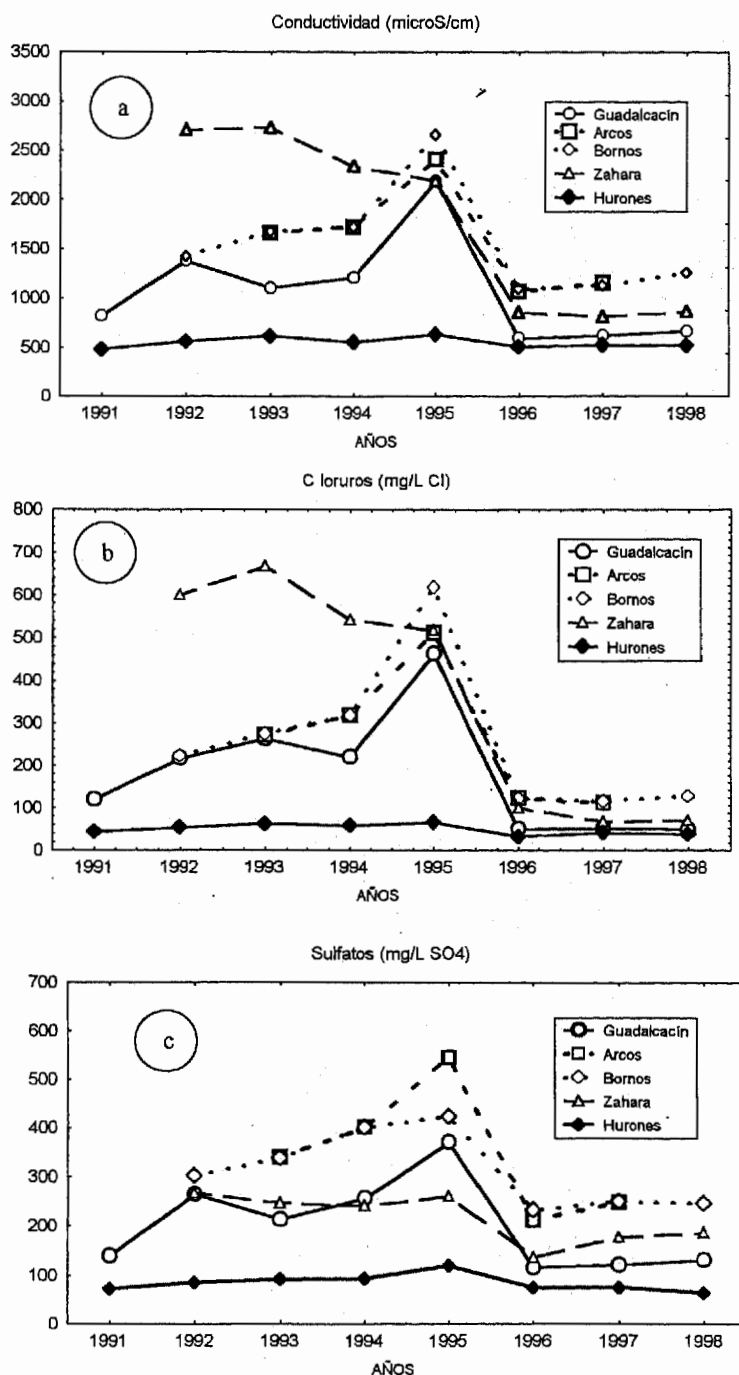 Conductividad (microS/cm)
3500
3000
2500
2000
1500
1000
500
0
a
Guadalcacín
Arcos
Bornos
Zahara
Hurones
1991 1992 1993 1994 1995 1996 1997 1998
AÑOS
C loruros (mg/L Cl)
800
700
600
500
400
300
200
100
0
b
Guadalcacín
Arcos
Bornos
Zahara
Hurones
1991 1992 1993 1994 1995 1996 1997 1998
AÑOS
Sulfatos (mg/L SO4)
700
600
500
400
300
200
100
0
c
Guadalcacín
Arcos
Bornos
Zahara
Hurones
1991 1992 1993 1994 1995 1996 1997 1998
AÑOS